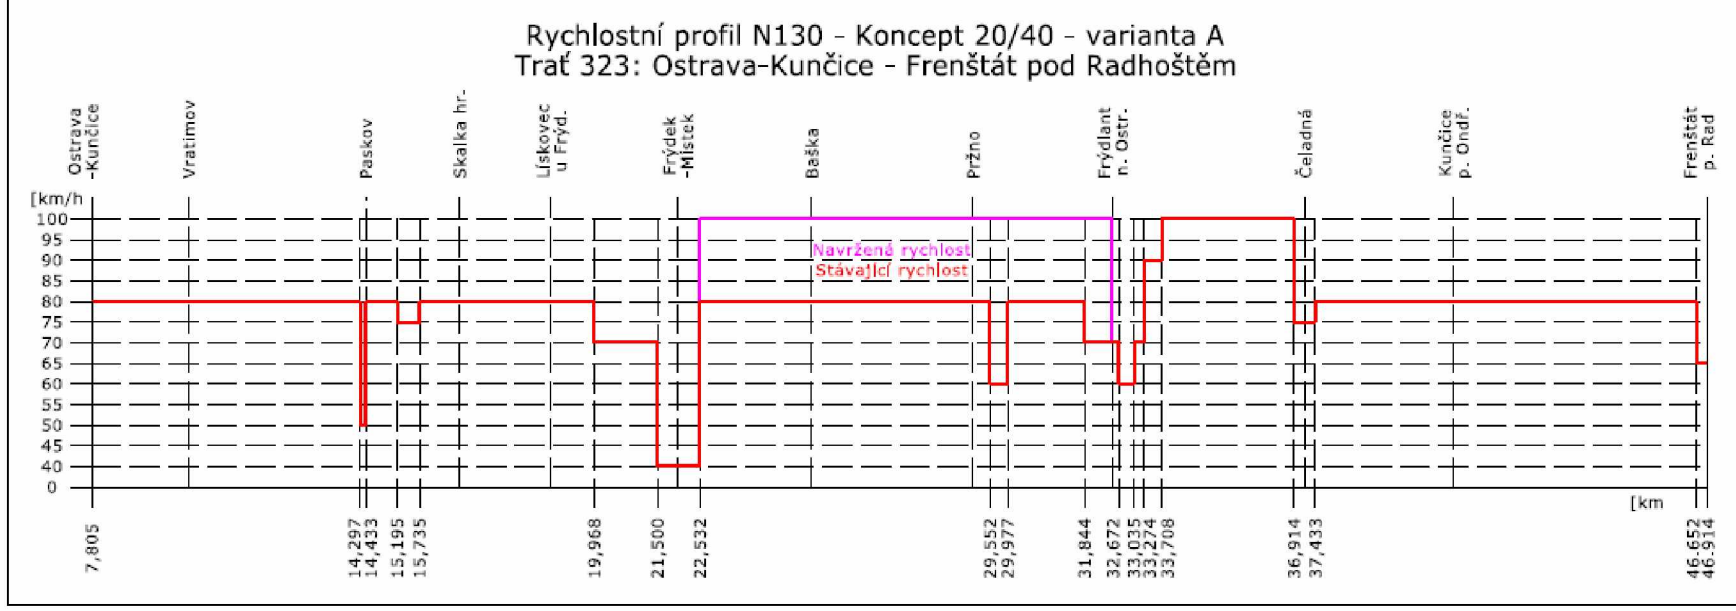 Rychlostní profil N130 - Koncept 20/40 - varianta A
Trať 323: Ostrava-Kunčice - Frenštát pod Radhoštěm
Ostrava
-Kunčice
Vratimov
Paskov
Skalka hr.
Lískovec
u Frýd.
Frýdek
-Místek
Baška
Pržno
Frýdlant
n. Ostr.
Čeladná
Kunčice
p. Ondř.
Frenštát
p. Rad
[km/h
100
95
90
85
80
75
70
65
60
55
50
45
40
0
Navržená rychlost
Stávající rychlost
[km
7,805
14,297
14,433
15,195
15,735
19,968
21,500
22,532
29,552
29,977
31,844
32,672
33,035
33,274
33,708
36,914
37,433
46.652
46.914